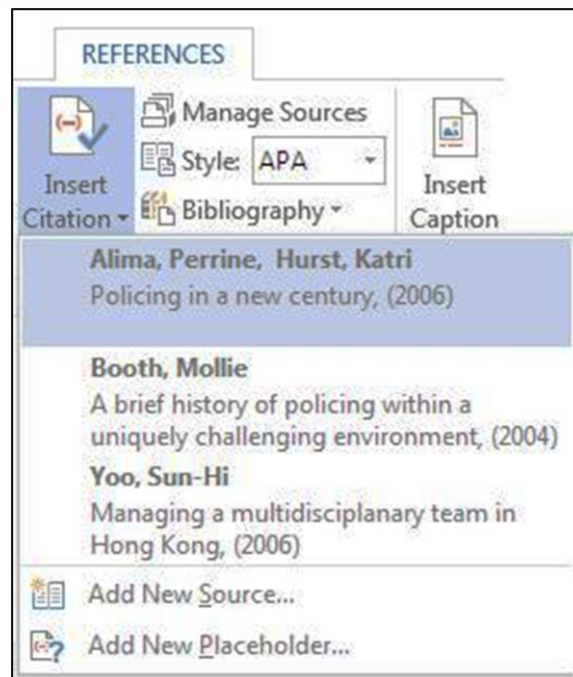 REFERENCES
Insert
Citation
Manage Sources
Style: APA
Bibliography
Insert
Caption
Alima, Perrine, Hurst, Katri
Policing in a new century, (2006)
Booth, Mollie
A brief history of policing within a
uniquely challenging environment, (2004)
Yoo, Sun-Hi
Managing a multidisciplanary team in
Hong Kong, (2006)
Add New Source...
Add New Placeholder...